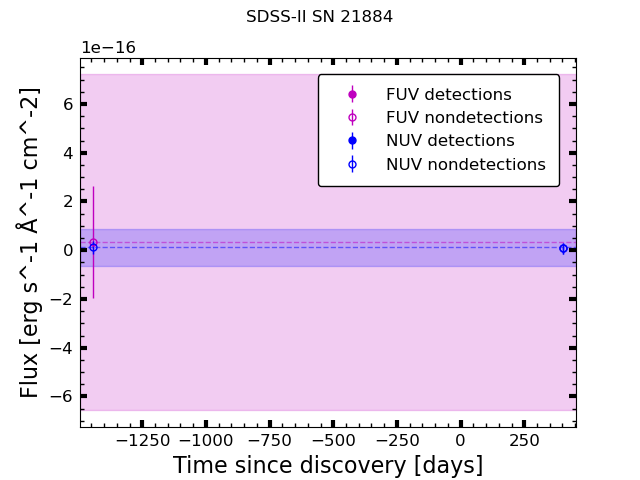 SDSS-II SN 21884
1e−16
FUV detections
FUV nondetections
NUV detections
NUV nondetections
6
4
2
0
−2
−4
−6
Flux [erg s^-1 Å^-1 cm^-2]
−1250 −1000 −750 −500 −250 0 250
Time since discovery [days]